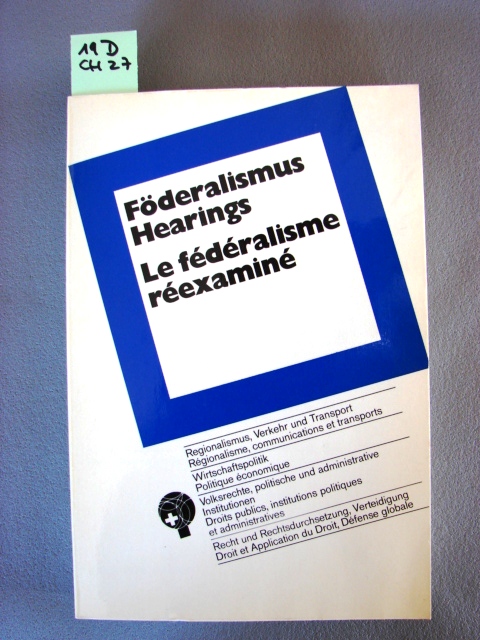 19 D
CH 27
Föderalismus
Hearings
Le fédéralisme
réexaminé
Regionalismus, Verkehr und Transport
Régionalisme, communications et transports
Wirtschaftspolitik
Politique économique
Volksrechte, politische und administrative
Institutionen
Droits publics, institutions politiques
et administratives
Recht und Rechtsdurchsetzung, Verteidigung
Droit et Application du Droit, Défense globale